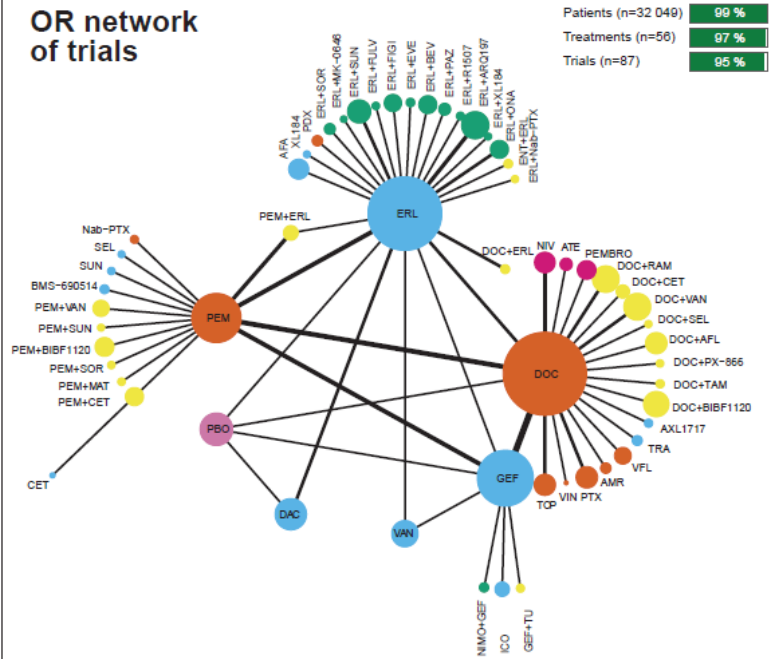 OR network
of trials
Patients (n=32 049)
99 %
Treatments (n=56)
97 %
Trials (n=87)
95 %
AFA
XL184
PDX
ERL+SOR
ERL+MK-0646
ERL+SUN
ERL+FULV
ERL+FIGI
ERL+EVE
ERL+BEV
ERL+PAZ
ERL+R1507
ERL+ARQ197
ERL+XL184
ERL+ONA
ENT+ERL
ERL+Nab-PTX
ERL
PEM+ERL
Nab-PTX
SEL
SUN
BMS-690514
PEM+VAN
PEM+SUN
PEM+BIBF1120
PEM+SOR
PEM+MAT
PEM+CET
CET
PEM
DOC+ERL
NIV
ATE
PEMBRO
DOC+RAM
DOC+CET
DOC+VAN
DOC+SEL
DOC+AFL
DOC+PX-866
DOC+TAM
DOC+BIBF1120
AXL1717
TRA
VFL
AMR
PTX
VIN
TOP
DOC
PBO
GEF
DAC
VAN
NIMO+GEF
ICO
GEF+TU